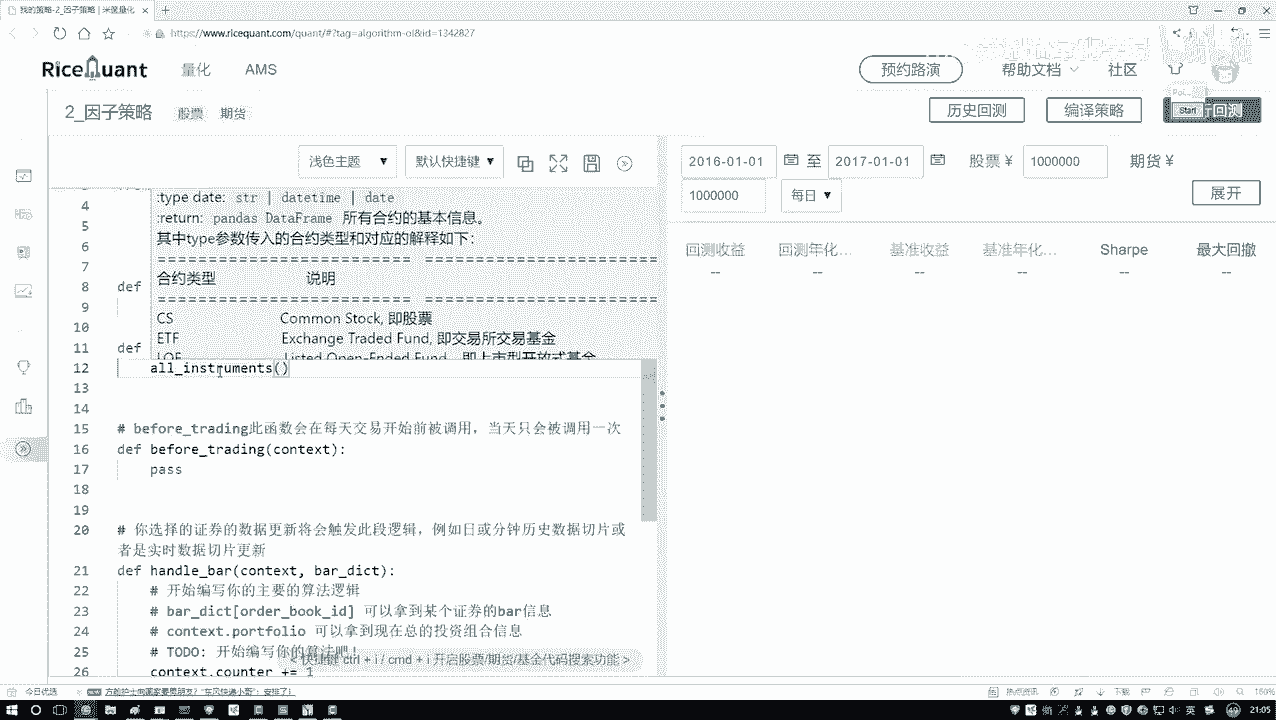 我的策略-2_因子策略 | 米筐量化
https://www.ricequant.com/quant/#?tag=algorithm-ol&id=1342827
RiceQuant 量化 AMS 预约路演 帮助文档 社区
2_因子策略 股票 期货 历史回测 编译策略
Start 回测
浅色主题 默认快捷键
2016-01-01 至 2017-01-01 股票 ¥ 1000000 期货 ¥
1000000 每日 展开
回测收益 回测年化... 基准收益 基准年化... Sharpe 最大回撤
-- -- -- -- -- --
4 :type date: str | datetime | date
5 :return: pandas DataFrame 所有合约的基本信息。
6 其中type参数传入的合约类型和对应的解释如下:
7 合约类型 说明
8 def
9 CS Common Stock, 即股票
10 ETF Exchange Traded Fund, 即交易所交易基金
11 def LOF Listed Open-Ended Fund, 即上市型开放式基金
12 all_instruments()
13
14
15 # before_trading此函数会在每天交易开始前被调用，当天只会被调用一次
16 def before_trading(context):
17 pass
18
19
20 # 你选择的证券的数据更新将会触发此段逻辑，例如日或分钟历史数据切片或
者是实时数据切片更新
21 def handle_bar(context, bar_dict):
22 # 开始编写你的主要的算法逻辑
23 # bar_dict[order_book_id] 可以拿到某个证券的bar信息
24 # context.portfolio 可以拿到现在总的投资组合信息
25 # TODO: 开始编写你的算法吧！
< 快捷键 ctrl + i / cmd + i 开启股票/期货/基金代码搜索功能 >
26 context.counter += 1
今日优选 热点资讯 下载 150%
英 21:05